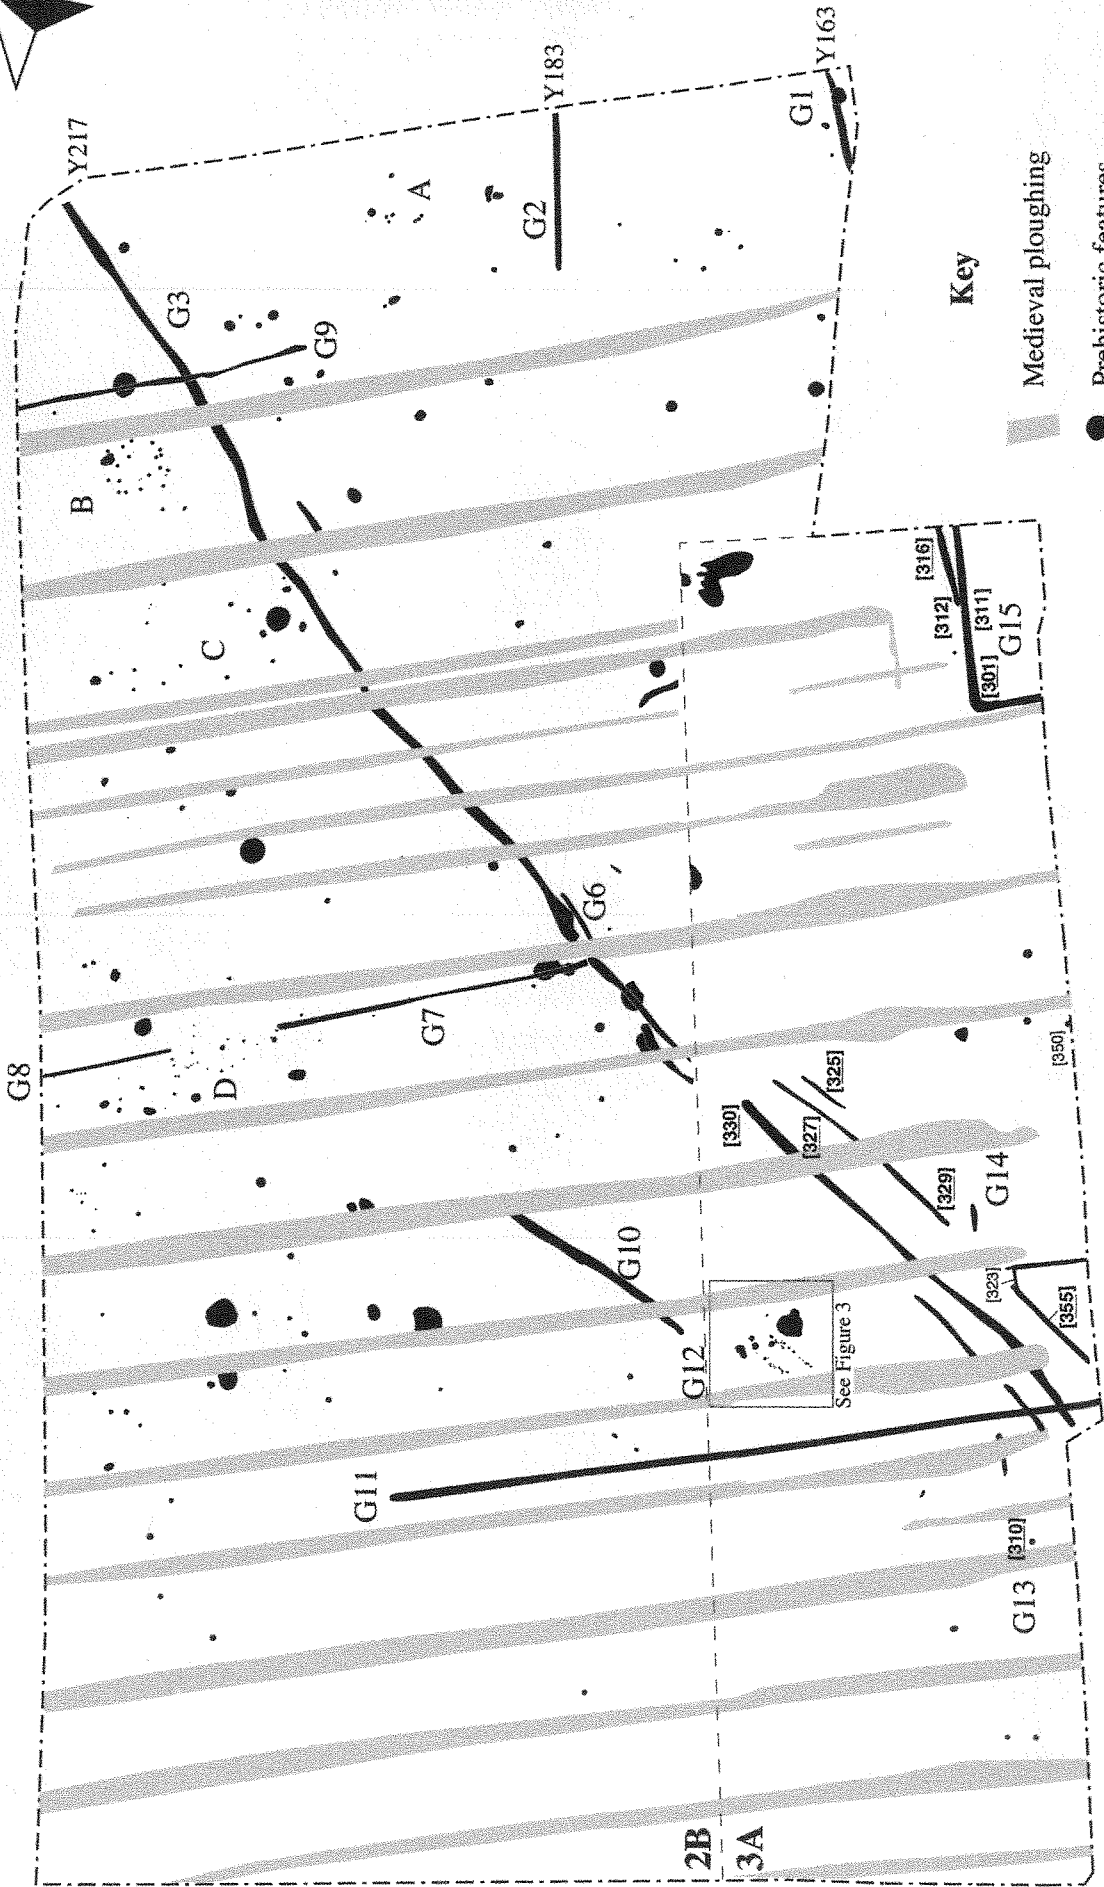 Y217
Y183
Y163
G1
A
G2
G3
G9
B
Key
Medieval ploughing
Prehistoric features
C
[316]
[312]
[311]
G15
[301]
G6
G7
G8
D
[350]
[325]
[330]
[327]
[329]
G14
G10
[323]
[355]
G12
See Figure 3
G11
[310]
G13
2B
3A